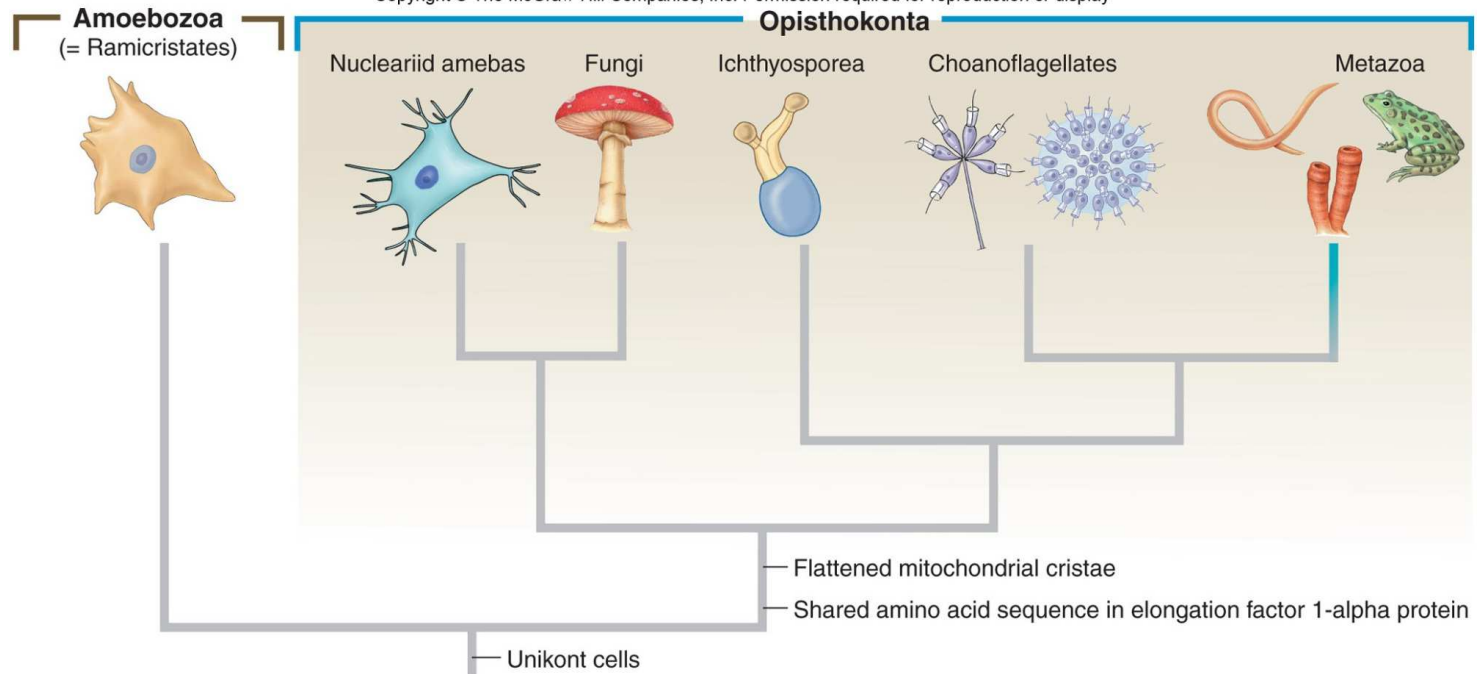 Amoebozoa
(= Ramicristates)
Opisthokonta
Nucleariid amebas
Fungi
Ichthyosporea
Choanoflagellates
Metazoa
Flattened mitochondrial cristae
Shared amino acid sequence in elongation factor 1-alpha protein
Unikont cells